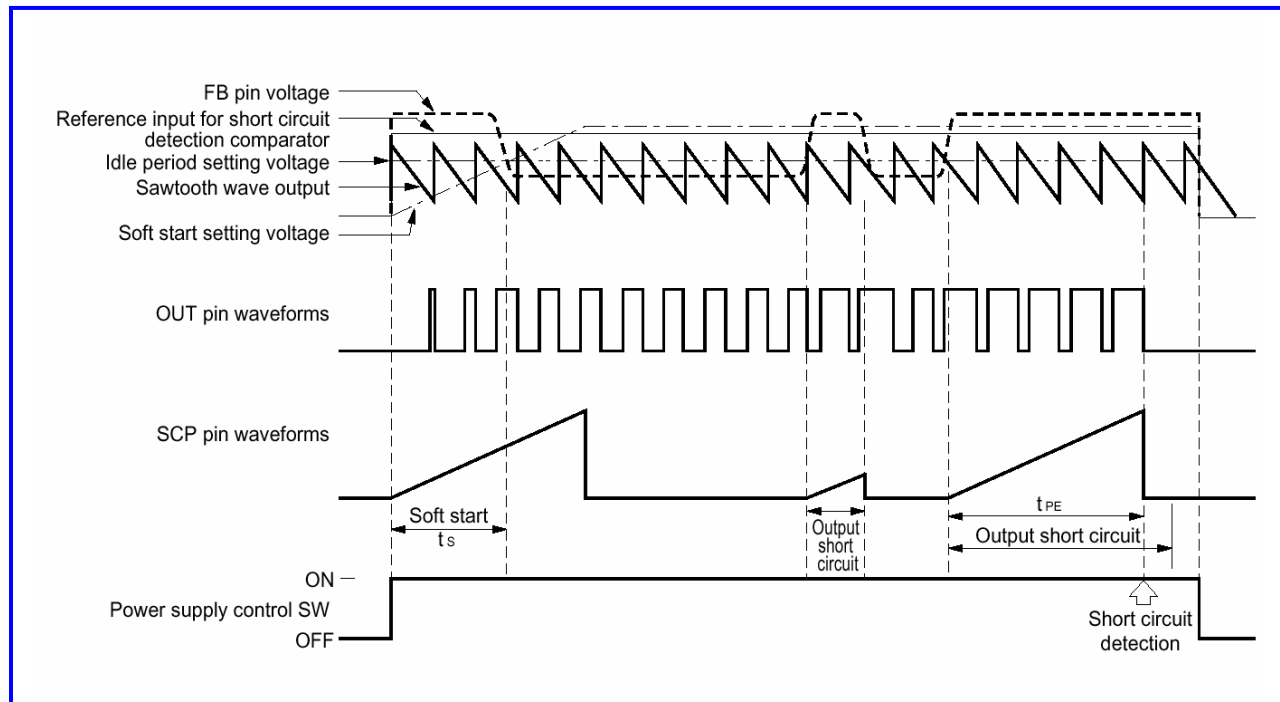 FB pin voltage
Reference input for short circuit
detection comparator
Idle period setting voltage
Sawtooth wave output
Soft start setting voltage
OUT pin waveforms
SCP pin waveforms
Soft start
ts
Output
short
circuit
tPE
Output short circuit
ON
Power supply control SW
OFF
Short circuit
detection